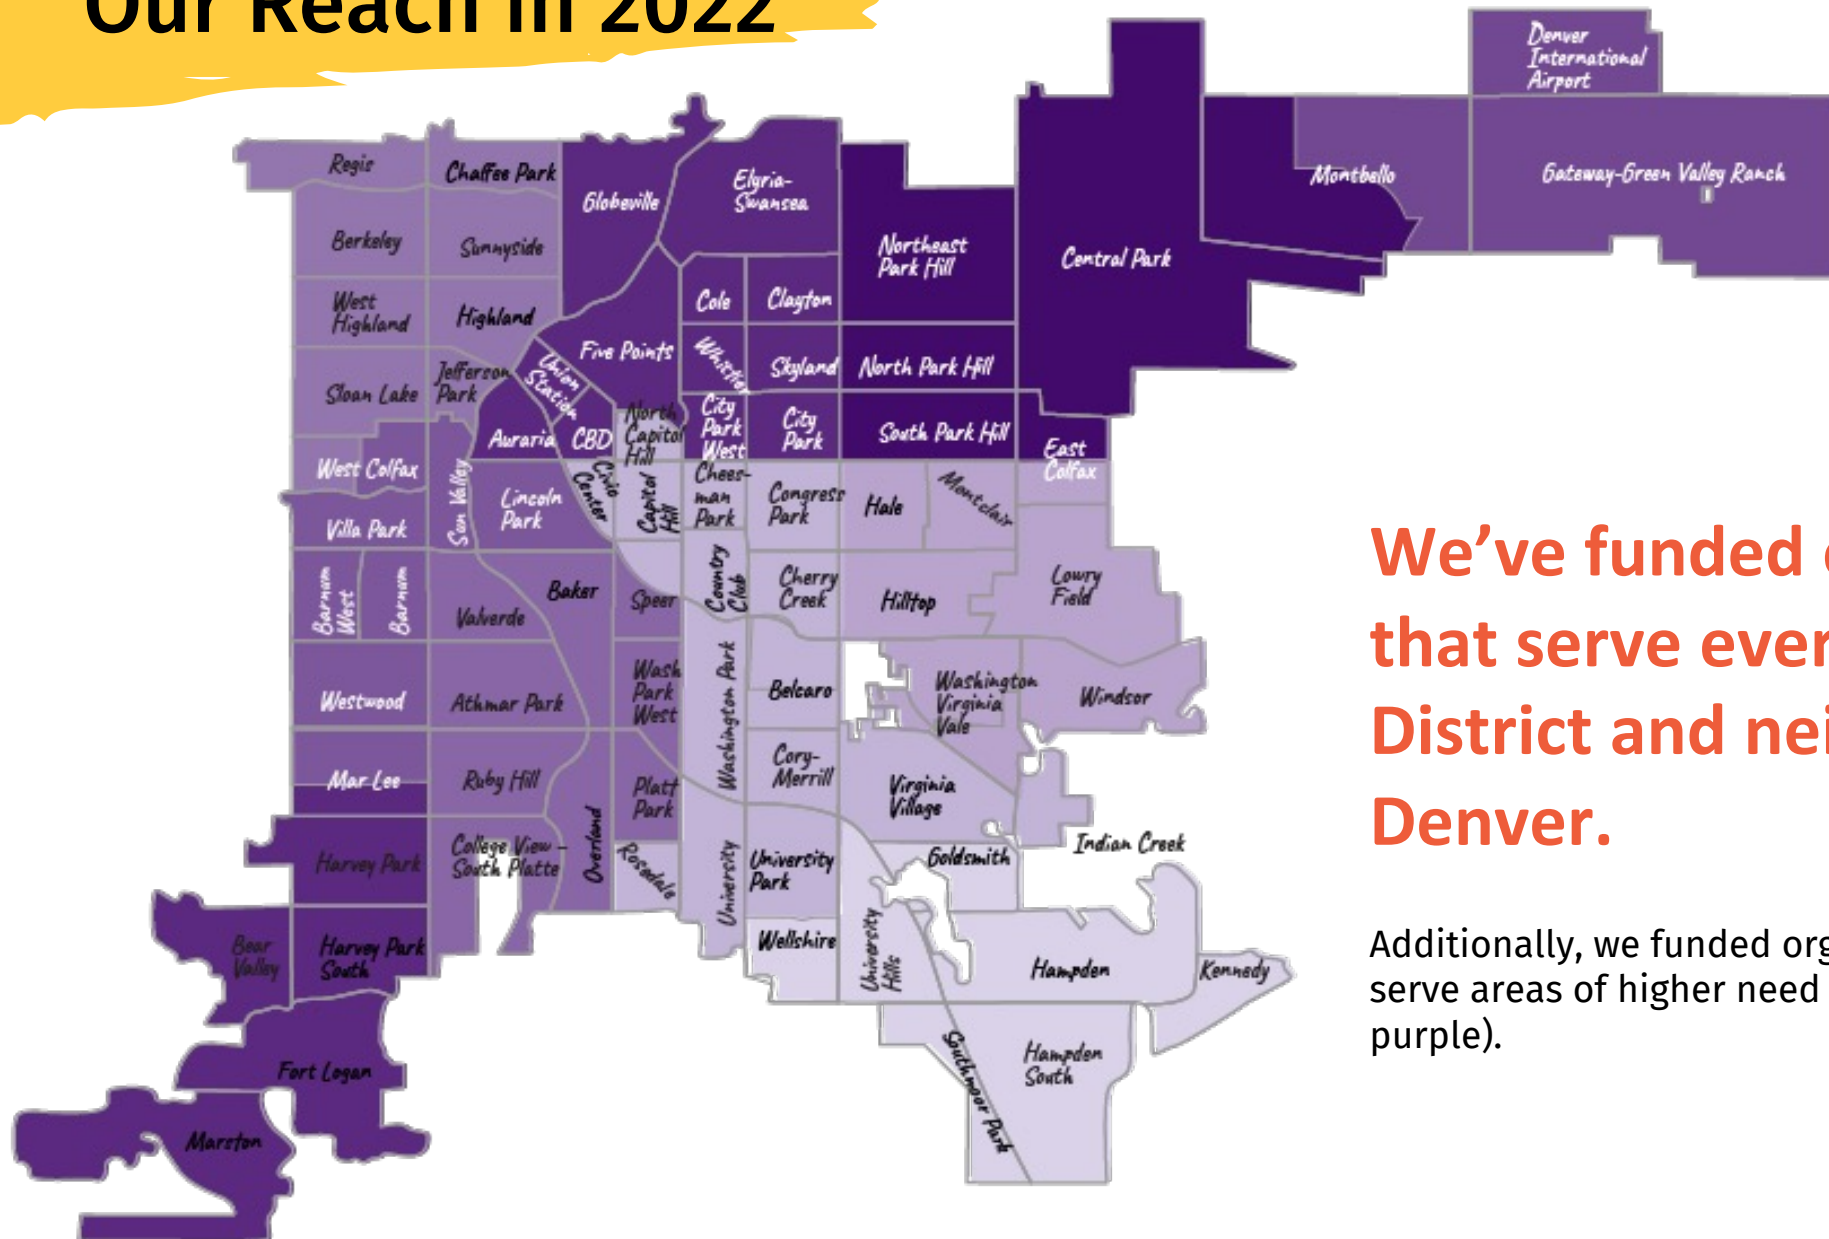 Our Reach in 2022
Denver
International
Airport
Regis
Chaffee Park
Globeville
Elyria-
Swansea
Montbello
Gateway-Green Valley Ranch
Berkeley
Sunnyside
Northeast
Park Hill
Central Park
West
Highland
Highland
Cole
Clayton
Five Points
Union
Station
Whittier
Skyland
North Park Hill
Sloan Lake
Jefferson
Park
Auraria
CBD
North
Capitol
Hill
City
Park
West
City
Park
South Park Hill
East
Colfax
West Colfax
Sun Valley
Lincoln
Park
Civic
Center
Capitol
Hill
Chees-
man
Park
Congress
Park
Hale
Montclair
Villa Park
Barnum
West
Barnum
Valverde
Baker
Speer
Country
Club
Cherry
Creek
Hilltop
Lowry
Field
Westwood
Athmar Park
Wash
Park
West
Washington Park
Belcaro
Washington
Virginia
Vale
Windsor
Mar Lee
Ruby Hill
Platt
Park
Cory-
Merrill
Virginia
Village
Harvey Park
College View -
South Platte
Overland
Rosedale
University
University
Park
Goldsmith
Indian Creek
Bear
Valley
Harvey Park
South
Wellshire
University
Hills
Hampden
Kennedy
Fort Logan
Southmoor Park
Hampden
South
Marston
We’ve funded
that serve ever
District and nei
Denver.
Additionally, we funded org
serve areas of higher need
purple).